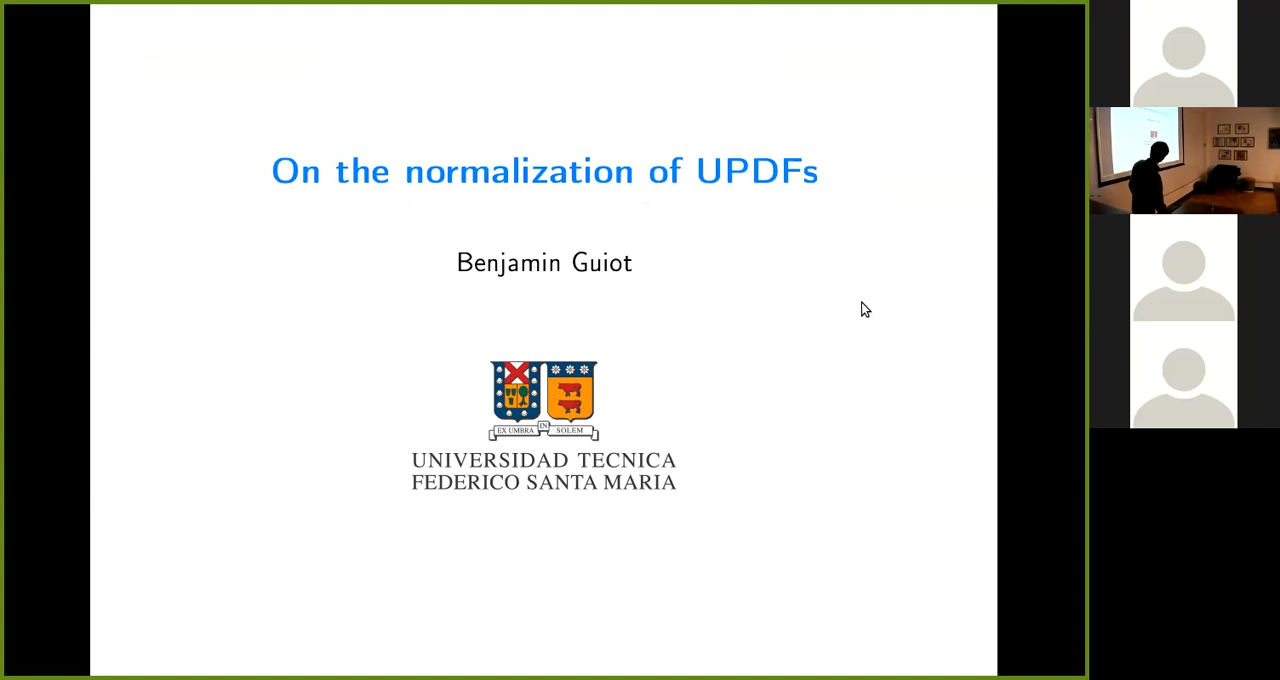 On the normalization of UPDFs
Benjamin Guiot
EX UMBRA IN SOLEM
UNIVERSIDAD TECNICA
FEDERICO SANTA MARIA